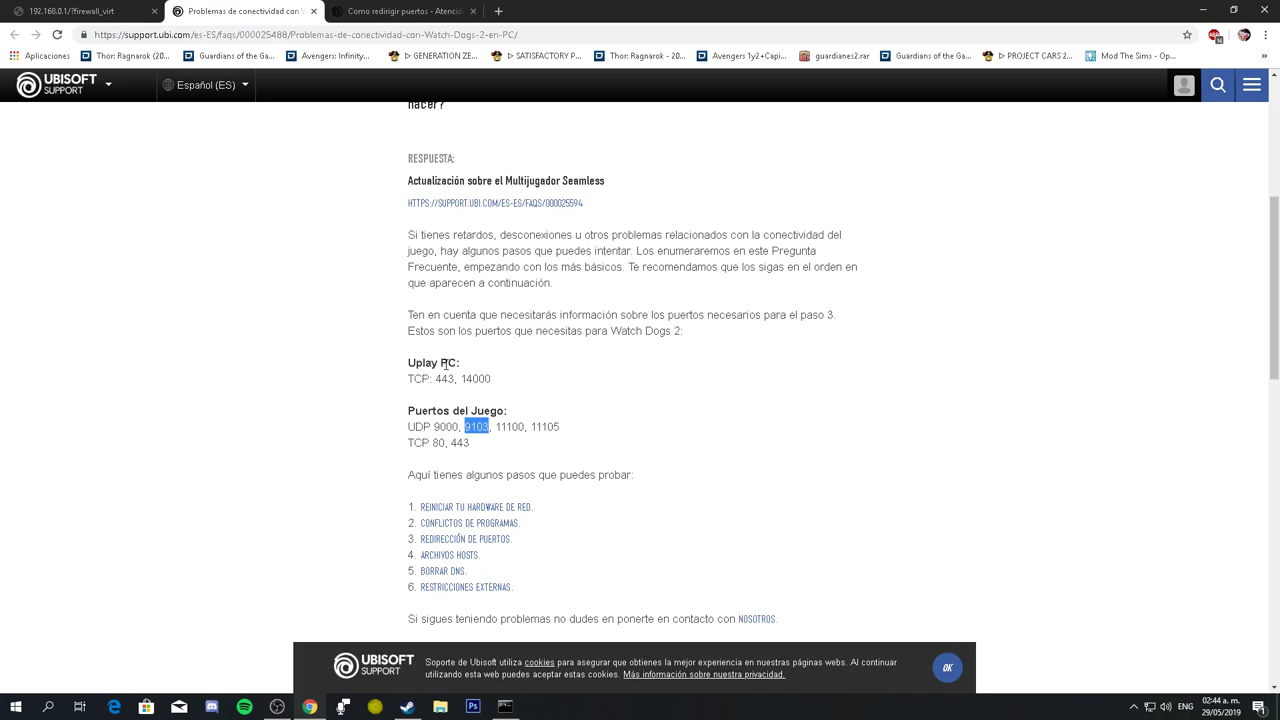 192.168.0.1/?firewall_virt
Problemas de conectividad con V
Como redirigir puertos - Atenció
https://support.ubi.com/es-ES/faqs/000025488/Problemas-de-conectividad-con-Watch-Dogs-2-en-PC/
Aplicaciones
Thor: Ragnarok (20...
Guardians of the Ga...
Avengers: Infinity...
▷ GENERATION ZE...
▷ SATISFACTORY P...
Thor: Ragnarok - 20...
Avengers 1y2+Capi...
guardianes2.rar
Guardians of the Ga...
▷ PROJECT CARS 2...
Mod The Sims - Op...
UBISOFT SUPPORT
Español (ES)
hacer?
RESPUESTA:
Actualización sobre el Multijugador Seamless
HTTPS://SUPPORT.UBI.COM/ES-ES/FAQS/000025594
Si tienes retardos, desconexiones u otros problemas relacionados con la conectividad del
juego, hay algunos pasos que puedes intentar. Los enumeraremos en este Pregunta
Frecuente, empezando con los más básicos. Te recomendamos que los sigas en el orden en
que aparecen a continuación.
Ten en cuenta que necesitarás información sobre los puertos necesarios para el paso 3.
Estos son los puertos que necesitas para Watch Dogs 2:
Uplay PC:
TCP: 443, 14000
Puertos del Juego:
UDP 9000, 9103, 11100, 11105
TCP 80, 443
Aquí tienes algunos pasos que puedes probar:
1. REINICIAR TU HARDWARE DE RED.
2. CONFLICTOS DE PROGRAMAS.
3. REDIRECCIÓN DE PUERTOS.
4. ARCHIVOS HOSTS.
5. BORRAR DNS.
6. RESTRICCIONES EXTERNAS.
Si sigues teniendo problemas no dudes en ponerte en contacto con NOSOTROS.
UBISOFT SUPPORT
Soporte de Ubisoft utiliza cookies para asegurar que obtienes la mejor experiencia en nuestras páginas webs. Al continuar
utilizando esta web puedes aceptar estas cookies. Más información sobre nuestra privacidad.
OK
ENG
02:44 a. m.
29/05/2019